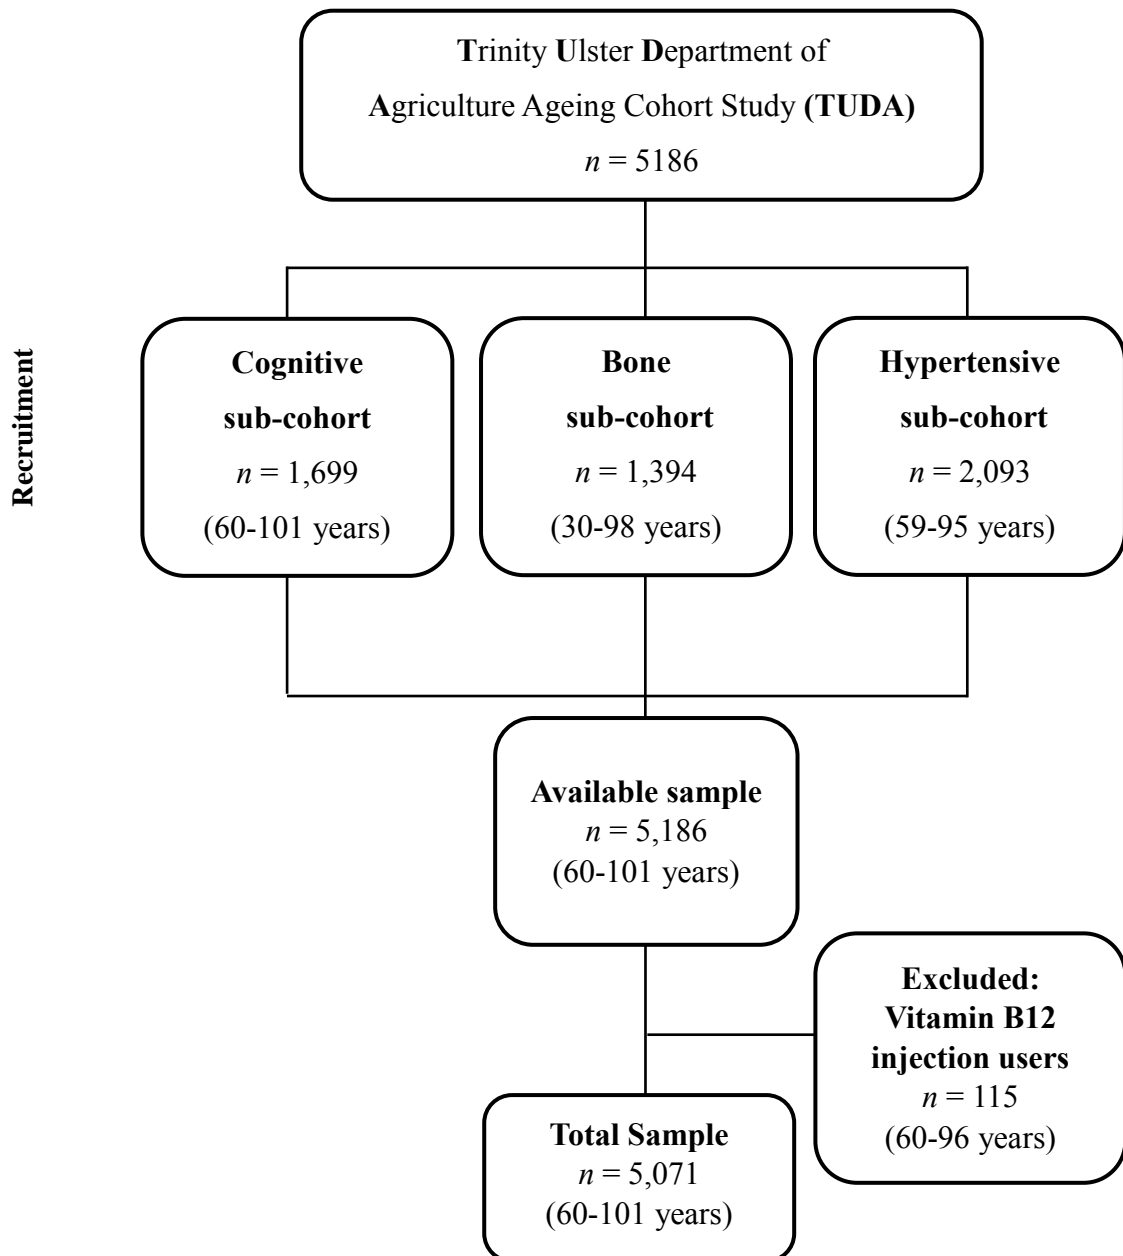 Trinity Ulster Department of
Agriculture Ageing Cohort Study (TUDA)
n = 5186
Recruitment
Cognitive
sub-cohort
n = 1,699
(60-101 years)
Bone
sub-cohort
n = 1,394
(30-98 years)
Hypertensive
sub-cohort
n = 2,093
(59-95 years)
Available sample
n = 5,186
(60-101 years)
Excluded:
Vitamin B12
injection users
n = 115
(60-96 years)
Total Sample
n = 5,071
(60-101 years)